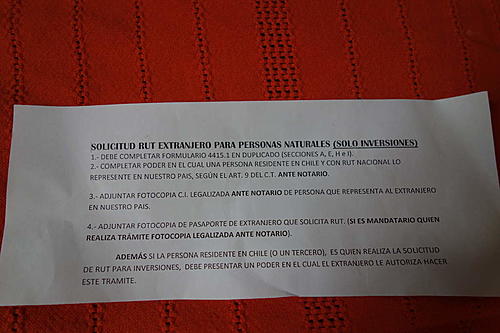 SOLICITUD RUT EXTRANJERO PARA PERSONAS NATURALES (SOLO INVERSIONES)
1.- DEBE COMPLETAR FORMULARIO 4415.1 EN DUPLICADO (SECCIONES A, E, H e I).
2.- COMPLETAR PODER EN EL CUAL UNA PERSONA RESIDENTE EN CHILE Y CON RUT NACIONAL LO
REPRESENTE EN NUESTRO PAIS, SEGÚN EL ART. 9 DEL C.T. ANTE NOTARIO.
3.- ADJUNTAR FOTOCOPIA C.I. LEGALIZADA ANTE NOTARIO DE PERSONA QUE REPRESENTA AL EXTRANJERO
EN NUESTRO PAIS.
4.- ADJUNTAR FOTOCOPIA DE PASAPORTE DE EXTRANJERO QUE SOLICITA RUT. (SI ES MANDATARIO QUIEN
REALIZA TRÁMITE FOTOCOPIA LEGALIZADA ANTE NOTARIO).
ADEMÁS SI LA PERSONA RESIDENTE EN CHILE (O UN TERCERO), ES QUIEN REALIZA LA SOLICITUD
DE RUT PARA INVERSIONES, DEBE PRESENTAR UN PODER EN EL CUAL EL EXTRANJERO LE AUTORIZA HACER
ESTE TRAMITE.